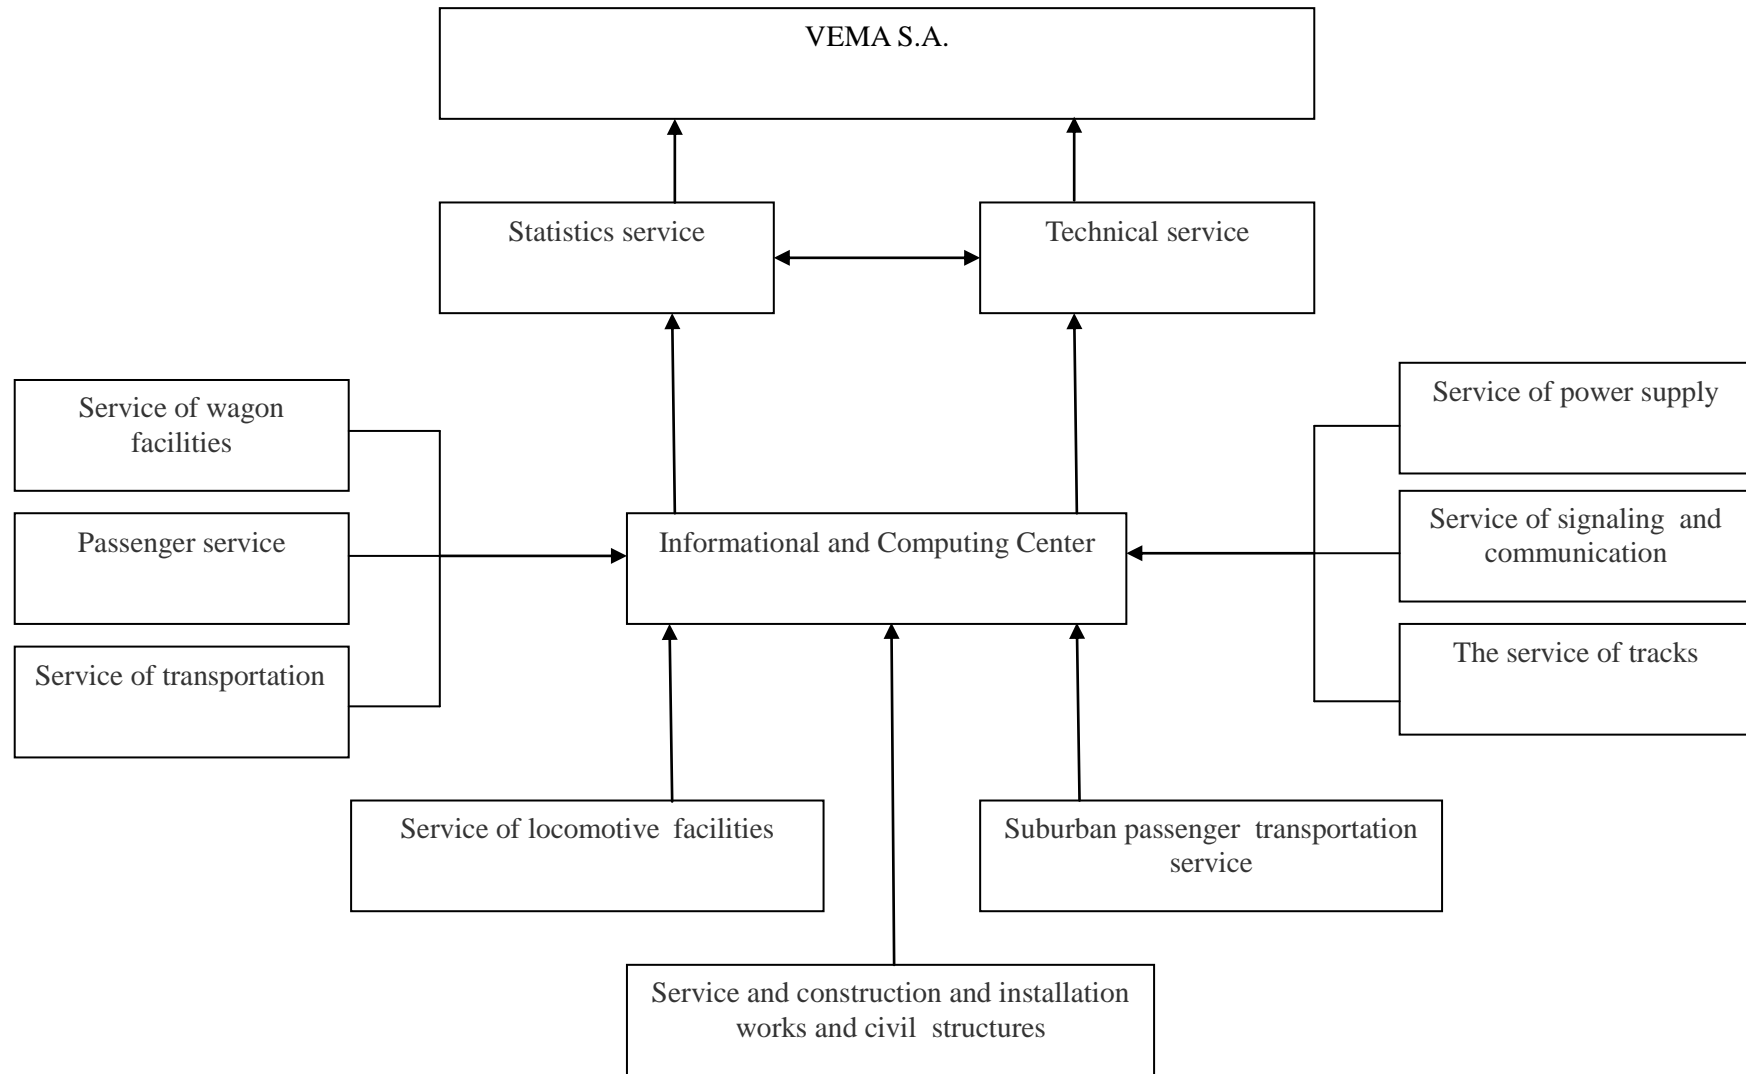 VEMA S.A.
Statistics service
Technical service
Service of wagon
facilities
Service of power supply
Passenger service
Informational and Computing Center
Service of signaling and
communication
Service of transportation
The service of tracks
Service of locomotive facilities
Suburban passenger transportation
service
Service and construction and installation
works and civil structures